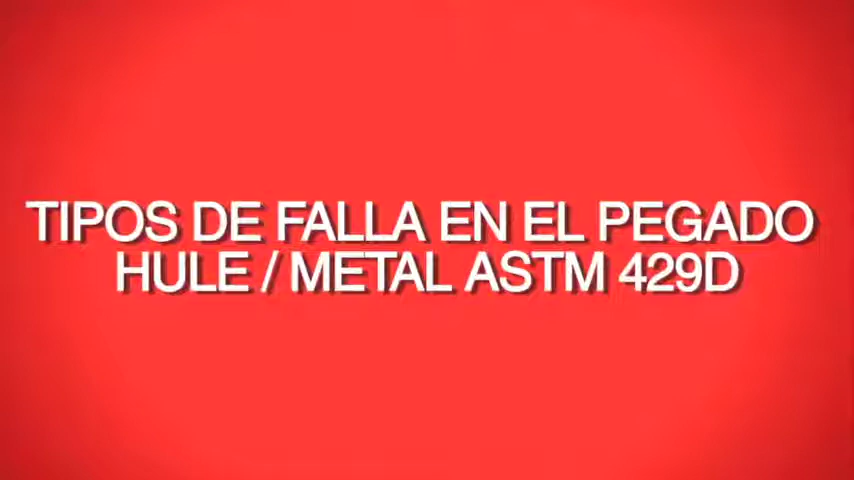 TIPOS DE FALLA EN EL PEGADO
HULE / METAL ASTM 429D